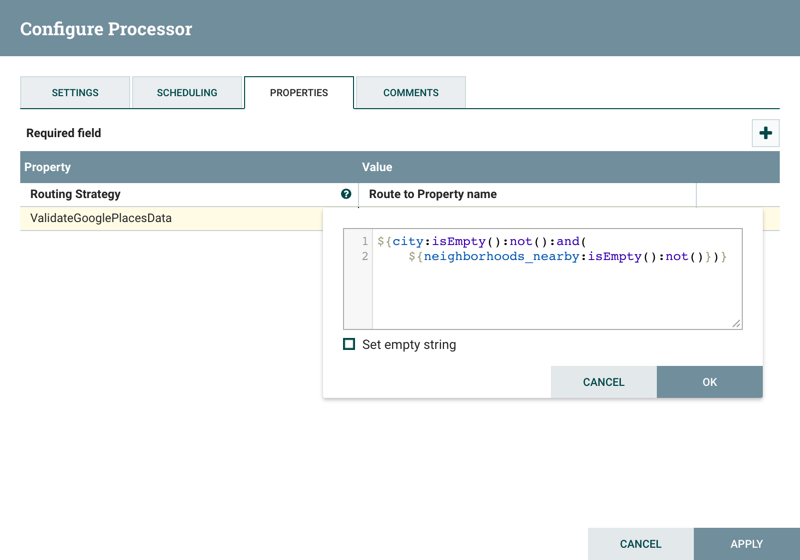 Configure Processor
SETTINGS
SCHEDULING
PROPERTIES
COMMENTS
Required field
Property
Value
Routing Strategy
Route to Property name
ValidateGooglePlacesData
1 ${city:isEmpty():not():and(
2 ${neighborhoods_nearby:isEmpty():not()})}
Set empty string
CANCEL
OK
CANCEL
APPLY